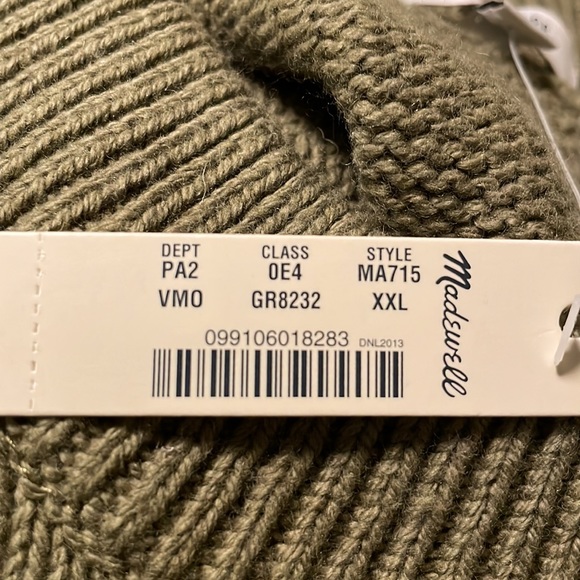 DEPT CLASS STYLE
PA2 0E4 MA715
VMO GR8232 XXL
099106018283 DNL2013
Madewell